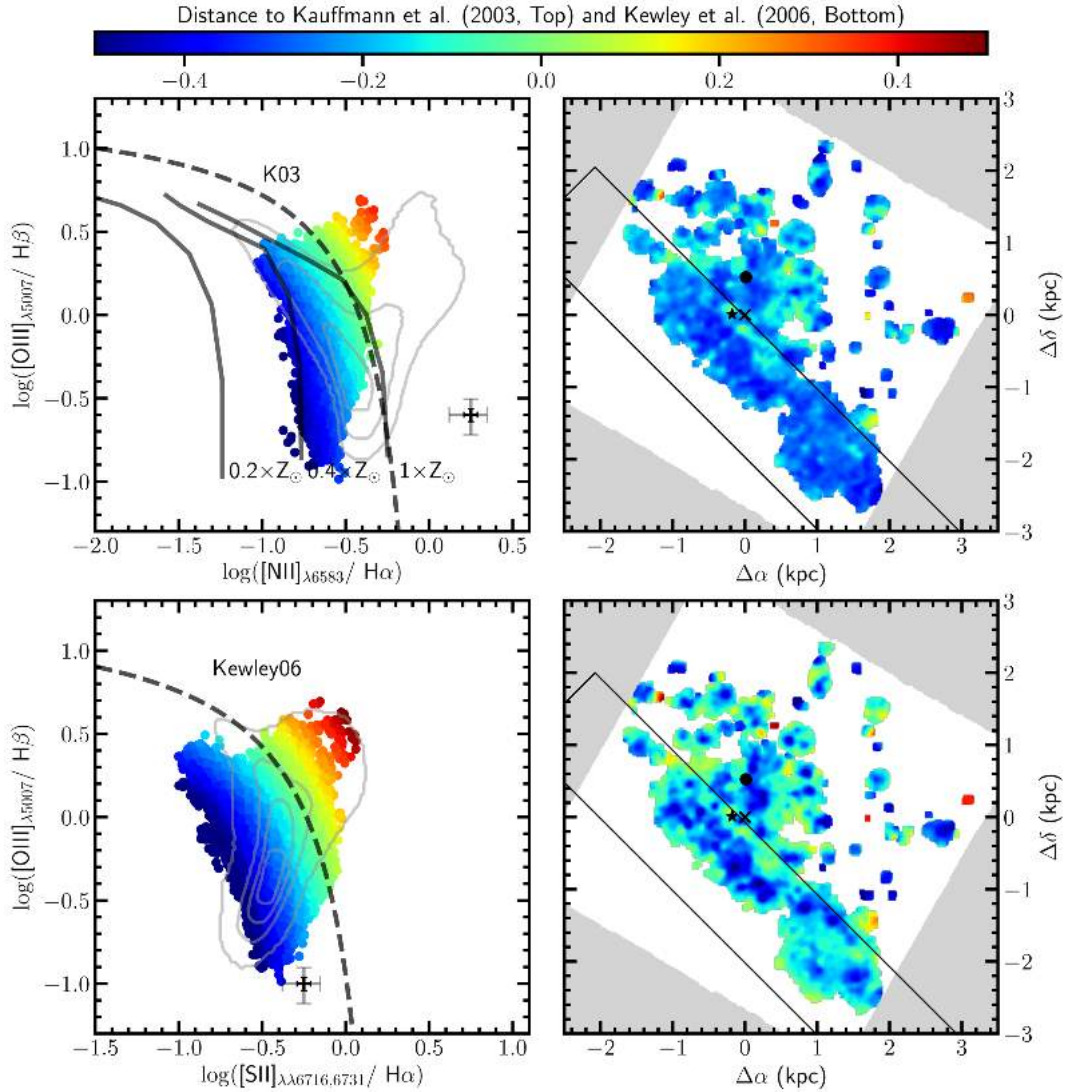 Distance to Kauffmann et al. (2003, Top) and Kewley et al. (2006, Bottom)
−0.4 −0.2 0.0 0.2 0.4
K03
0.2×Z⊙ 0.4×Z⊙ 1×Z⊙
1.0
0.5
0.0
−0.5
−1.0
log([OIII]λ5007/ Hβ)
−2.0 −1.5 −1.0 −0.5 0.0 0.5
log([NII]λ6583/ Hα)
3
2
1
0
−1
−2
−3
Δδ (kpc)
−2 −1 0 1 2 3
Δα (kpc)
Kewley06
1.0
0.5
0.0
−0.5
−1.0
log([OIII]λ5007/ Hβ)
−1.5 −1.0 −0.5 0.0 0.5 1.0
log([SII]λλ6716,6731/ Hα)
3
2
1
0
−1
−2
−3
Δδ (kpc)
−2 −1 0 1 2 3
Δα (kpc)